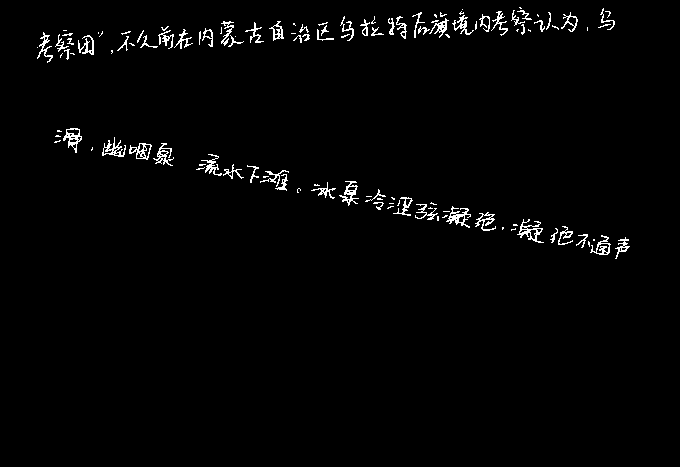 考察团",不久前在内蒙古自治区乌拉特后旗境内考察认为,乌
滑,幽咽泉 流水下滩。冰泉冷涩弦凝绝,凝绝不通声